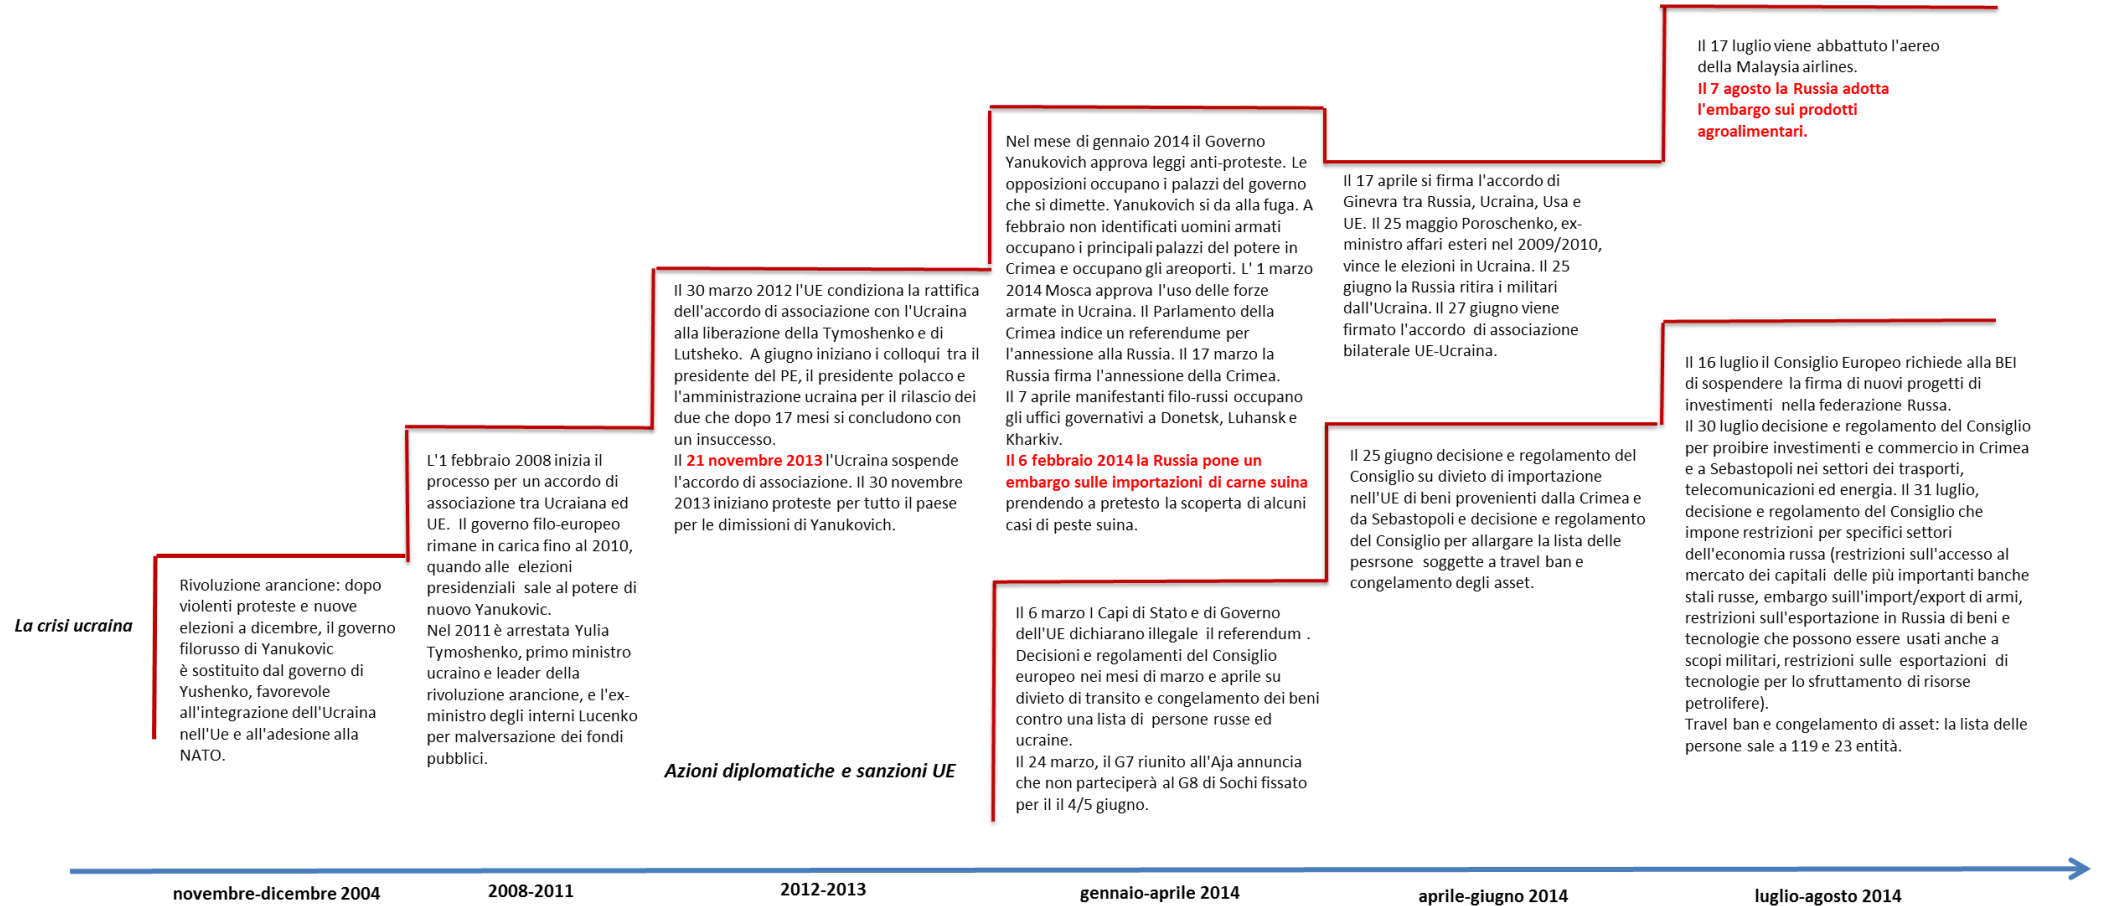 La crisi ucraina
Rivoluzione arancione: dopo
violenti proteste e nuove
elezioni a dicembre, il governo
filorusso di Yanukovic
è sostituito dal governo di
Yushenko, favorevole
all'integrazione dell'Ucraina
nell'Ue e all'adesione alla
NATO.
L'1 febbraio 2008 inizia il
processo per un accordo di
associazione tra Ucraiana ed
UE. Il governo filo-europeo
rimane in carica fino al 2010,
quando alle elezioni
presidenziali sale al potere di
nuovo Yanukovic.
Nel 2011 è arrestata Yulia
Tymoshenko, primo ministro
ucraino e leader della
rivoluzione arancione, e l'ex-
ministro degli interni Lucenko
per malversazione dei fondi
pubblici.
Il 30 marzo 2012 l'UE condiziona la rattifica
dell'accordo di associazione con l'Ucraina
alla liberazione della Tymoshenko e di
Lutsheko. A giugno iniziano i colloqui tra il
presidente del PE, il presidente polacco e
l'amministrazione ucraina per il rilascio dei
due che dopo 17 mesi si concludono con
un insuccesso.
Il 21 novembre 2013 l'Ucraina sospende
l'accordo di associazione. Il 30 novembre
2013 iniziano proteste per tutto il paese
per le dimissioni di Yanukovich.
Nel mese di gennaio 2014 il Governo
Yanukovich approva leggi anti-proteste. Le
opposizioni occupano i palazzi del governo
che si dimette. Yanukovich si da alla fuga. A
febbraio non identificati uomini armati
occupano i principali palazzi del potere in
Crimea e occupano gli areoporti. L' 1 marzo
2014 Mosca approva l'uso delle forze
armate in Ucraina. Il Parlamento della
Crimea indice un referendume per
l'annessione alla Russia. Il 17 marzo la
Russia firma l'annessione della Crimea.
Il 7 aprile manifestanti filo-russi occupano
gli uffici governativi a Donetsk, Luhansk e
Kharkiv.
Il 6 febbraio 2014 la Russia pone un
embargo sulle importazioni di carne suina
prendendo a pretesto la scoperta di alcuni
casi di peste suina.
Il 17 aprile si firma l'accordo di
Ginevra tra Russia, Ucraina, Usa e
UE. Il 25 maggio Poroschenko, ex-
ministro affari esteri nel 2009/2010,
vince le elezioni in Ucraina. Il 25
giugno la Russia ritira i militari
dall'Ucraina. Il 27 giugno viene
firmato l'accordo di associazione
bilaterale UE-Ucraina.
Il 17 luglio viene abbattuto l'aereo
della Malaysia airlines.
Il 7 agosto la Russia adotta
l'embargo sui prodotti
agroalimentari.
Azioni diplomatiche e sanzioni UE
Il 6 marzo I Capi di Stato e di Governo
dell'UE dichiarano illegale il referendum .
Decisioni e regolamenti del Consiglio
europeo nei mesi di marzo e aprile su
divieto di transito e congelamento dei beni
contro una lista di persone russe ed
ucraine.
Il 24 marzo, il G7 riunito all'Aja annuncia
che non parteciperà al G8 di Sochi fissato
per il il 4/5 giugno.
Il 25 giugno decisione e regolamento del
Consiglio su divieto di importazione
nell'UE di beni provenienti dalla Crimea e
da Sebastopoli e decisione e regolamento
del Consiglio per allargare la lista delle
pesrsone soggette a travel ban e
congelamento degli asset.
Il 16 luglio il Consiglio Europeo richiede alla BEI
di sospendere la firma di nuovi progetti di
investimenti nella federazione Russa.
Il 30 luglio decisione e regolamento del Consiglio
per proibire investimenti e commercio in Crimea
e a Sebastopoli nei settori dei trasporti,
telecomunicazioni ed energia. Il 31 luglio,
decisione e regolamento del Consiglio che
impone restrizioni per specifici settori
dell'economia russa (restrizioni sull'accesso al
mercato dei capitali delle più importanti banche
stali russe, embargo suill'import/export di armi,
restrizioni sull'esportazione in Russia di beni e
tecnologie che possono essere usati anche a
scopi militari, restrizioni sulle esportazioni di
tecnologie per lo sfruttamento di risorse
petrolifere).
Travel ban e congelamento di asset: la lista delle
persone sale a 119 e 23 entità.
novembre-dicembre 2004
2008-2011
2012-2013
gennaio-aprile 2014
aprile-giugno 2014
luglio-agosto 2014